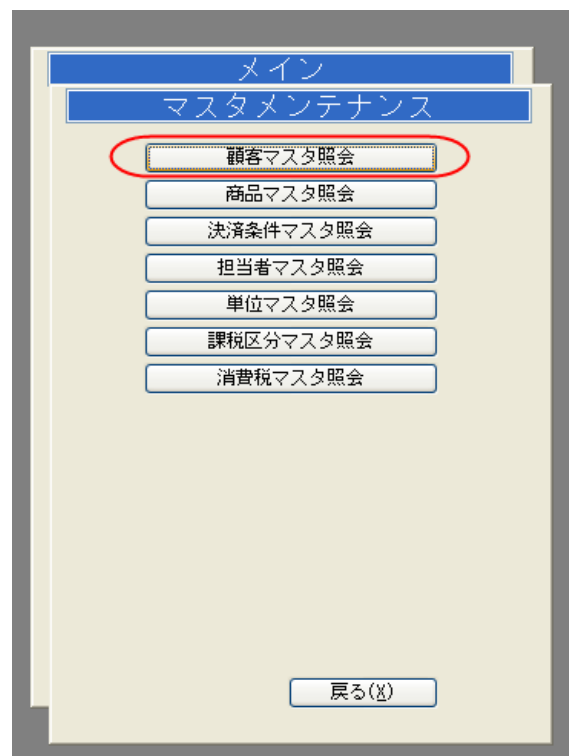 メイン
マスタメンテナンス
顧客マスタ照会
商品マスタ照会
決済条件マスタ照会
担当者マスタ照会
単位マスタ照会
課税区分マスタ照会
消費税マスタ照会
戻る(X)